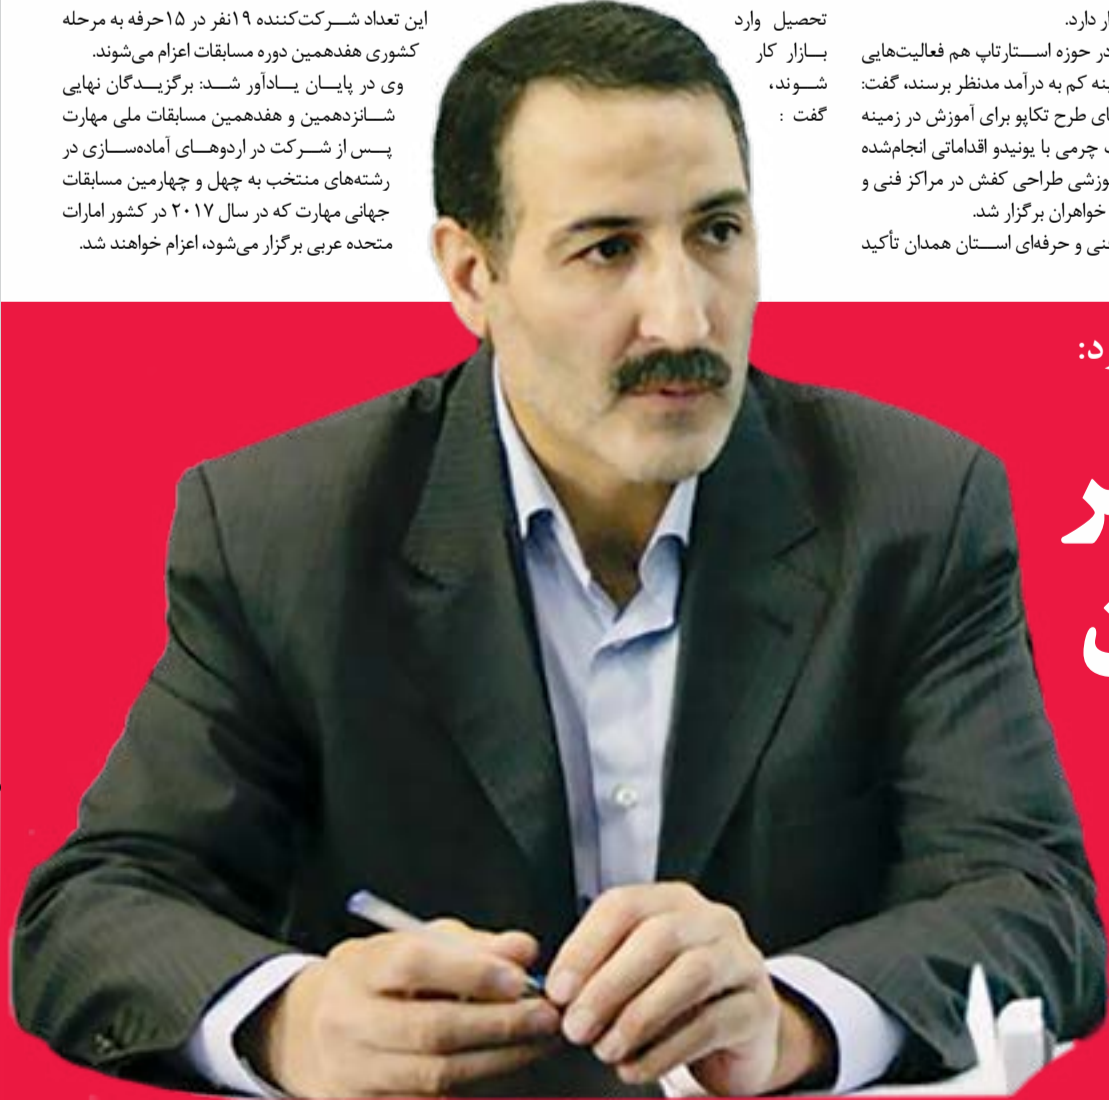 دارد.
در حوزه استارتاپ هم فعالیت‌هایی
کم به درآمد مدنظر برسند، گفت:
طرح تکاپو برای آموزش در زمینه
چرمی با یونیدو اقداماتی انجام‌شده
طراحی کفش در مراکز فنی و
خواهران برگزار شد.
و حرفه‌ای استان همدان تأکید
تحصیل وارد
بازار کار
شوند،
گفت :
این تعداد شرکت‌کننده ۱۹نفر در ۱۵حرفه به مرحله
کشوری هفدهمین دوره مسابقات اعزام می‌شوند.
وی در پایان یادآور شد: برگزیدگان نهایی
شانزدهمین و هفدهمین مسابقات ملی مهارت
پس از شرکت در اردوهای آماده‌سازی در
رشته‌های منتخب به چهل و چهارمین مسابقات
جهانی مهارت که در سال ۲۰۱۷ در کشور امارات
متحده عربی برگزار می‌شود، اعزام خواهند شد.